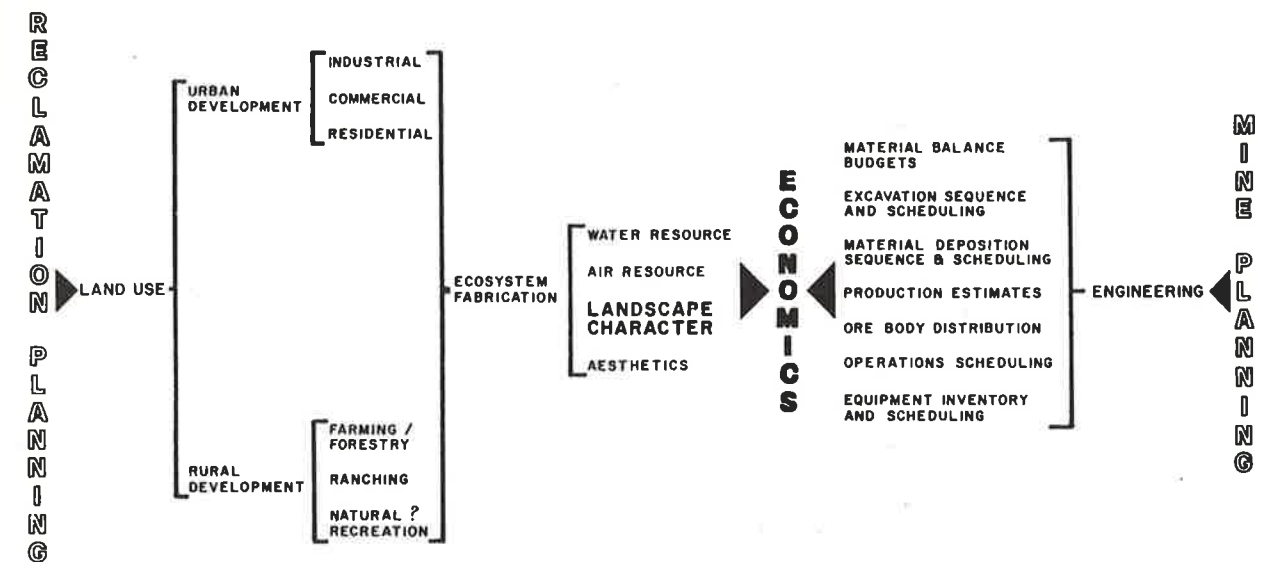 RECLAMATION PLANNING
LAND USE
URBAN
DEVELOPMENT
INDUSTRIAL
COMMERCIAL
RESIDENTIAL
RURAL
DEVELOPMENT
FARMING /
FORESTRY
RANCHING
NATURAL ?
RECREATION
ECOSYSTEM
FABRICATION
WATER RESOURCE
AIR RESOURCE
LANDSCAPE
CHARACTER
AESTHETICS
ECONOMICS
MATERIAL BALANCE
BUDGETS
EXCAVATION SEQUENCE
AND SCHEDULING
MATERIAL DEPOSITION
SEQUENCE & SCHEDULING
PRODUCTION ESTIMATES
ORE BODY DISTRIBUTION
OPERATIONS SCHEDULING
EQUIPMENT INVENTORY
AND SCHEDULING
ENGINEERING
MINE PLANNING